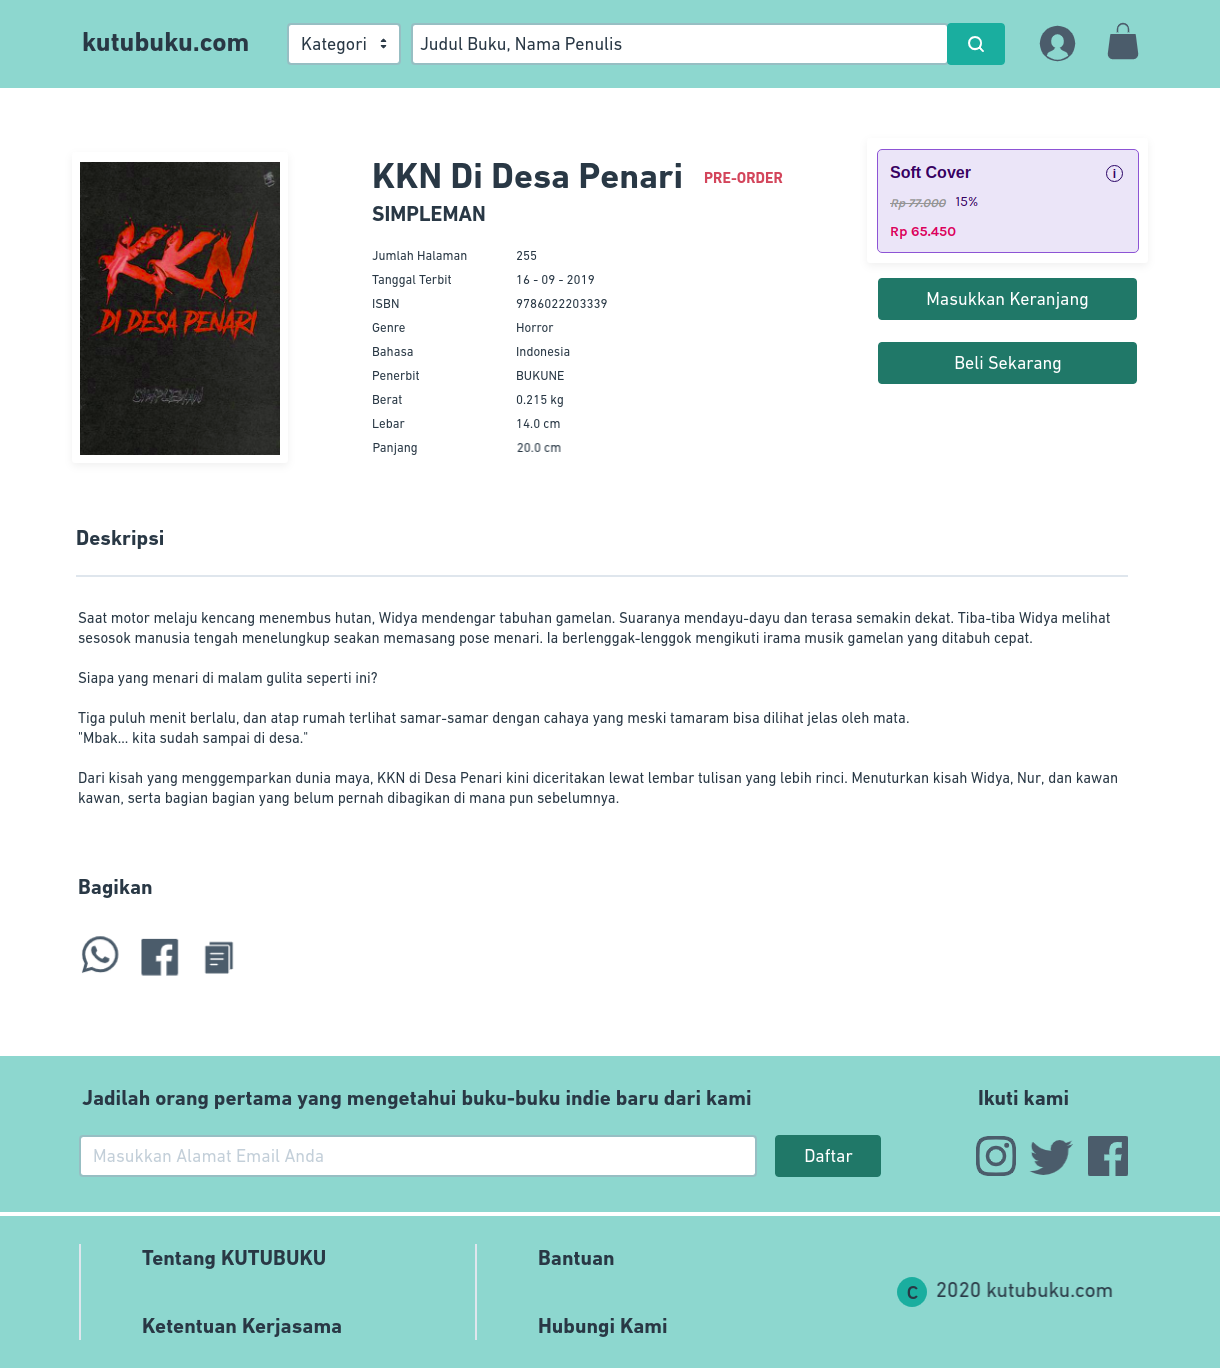 kutubuku.com
Kategori
Judul Buku, Nama Penulis
KKN
DI DESA PENARI
SIMPLEMAN
KKN Di Desa Penari
PRE-ORDER
SIMPLEMAN
Jumlah Halaman 255
Tanggal Terbit 16 - 09 - 2019
ISBN 9786022203339
Genre Horror
Bahasa Indonesia
Penerbit BUKUNE
Berat 0.215 kg
Lebar 14.0 cm
Panjang 20.0 cm
Soft Cover
i
Rp 77.000 15%
Rp 65.450
Masukkan Keranjang
Beli Sekarang
Deskripsi
Saat motor melaju kencang menembus hutan, Widya mendengar tabuhan gamelan. Suaranya mendayu-dayu dan terasa semakin dekat. Tiba-tiba Widya melihat
sesosok manusia tengah menelungkup seakan memasang pose menari. Ia berlenggak-lenggok mengikuti irama musik gamelan yang ditabuh cepat.
Siapa yang menari di malam gulita seperti ini?
Tiga puluh menit berlalu, dan atap rumah terlihat samar-samar dengan cahaya yang meski tamaram bisa dilihat jelas oleh mata.
"Mbak... kita sudah sampai di desa."
Dari kisah yang menggemparkan dunia maya, KKN di Desa Penari kini diceritakan lewat lembar tulisan yang lebih rinci. Menuturkan kisah Widya, Nur, dan kawan
kawan, serta bagian bagian yang belum pernah dibagikan di mana pun sebelumnya.
Bagikan
Jadilah orang pertama yang mengetahui buku-buku indie baru dari kami
Masukkan Alamat Email Anda
Daftar
Ikuti kami
Tentang KUTUBUKU
Ketentuan Kerjasama
Bantuan
Hubungi Kami
C 2020 kutubuku.com